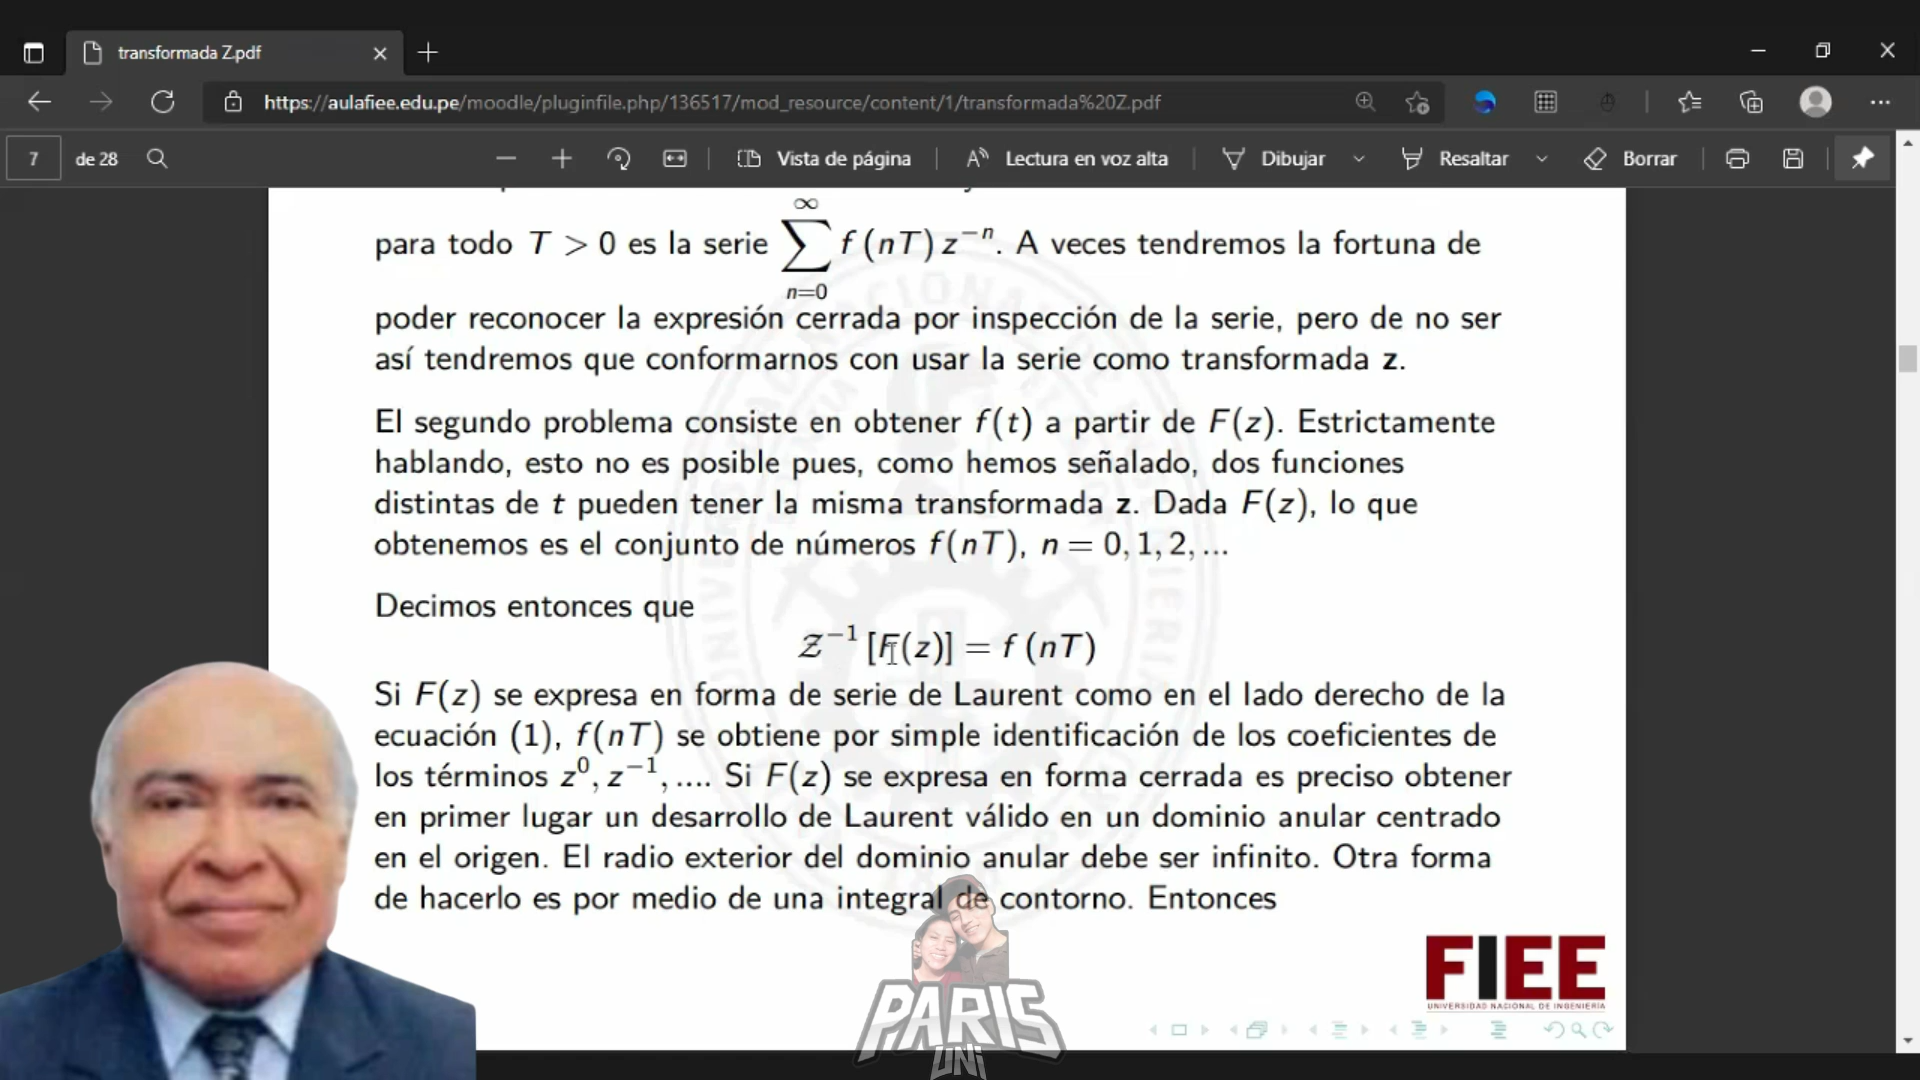 transformada Z.pdf
https://aulafiee.edu.pe/moodle/pluginfile.php/136517/mod_resource/content/1/transformada%20Z.pdf
7 de 28 Vista de página Lectura en voz alta Dibujar Resaltar Borrar
para todo T > 0 es la serie ∑_{n=0}^{∞} f (nT) z^{−n}. A veces tendremos la fortuna de
poder reconocer la expresión cerrada por inspección de la serie, pero de no ser
así tendremos que conformarnos con usar la serie como transformada z.
El segundo problema consiste en obtener f(t) a partir de F(z). Estrictamente
hablando, esto no es posible pues, como hemos señalado, dos funciones
distintas de t pueden tener la misma transformada z. Dada F(z), lo que
obtenemos es el conjunto de números f(nT), n = 0, 1, 2, ...
Decimos entonces que
Z^{−1} [F(z)] = f (nT)
Si F(z) se expresa en forma de serie de Laurent como en el lado derecho de la
ecuación (1), f(nT) se obtiene por simple identificación de los coeficientes de
los términos z^0, z^{−1}, .... Si F(z) se expresa en forma cerrada es preciso obtener
en primer lugar un desarrollo de Laurent válido en un dominio anular centrado
en el origen. El radio exterior del dominio anular debe ser infinito. Otra forma
de hacerlo es por medio de una integral de contorno. Entonces
FIEE
UNIVERSIDAD NACIONAL DE INGENIERÍA
PARIS
UNI